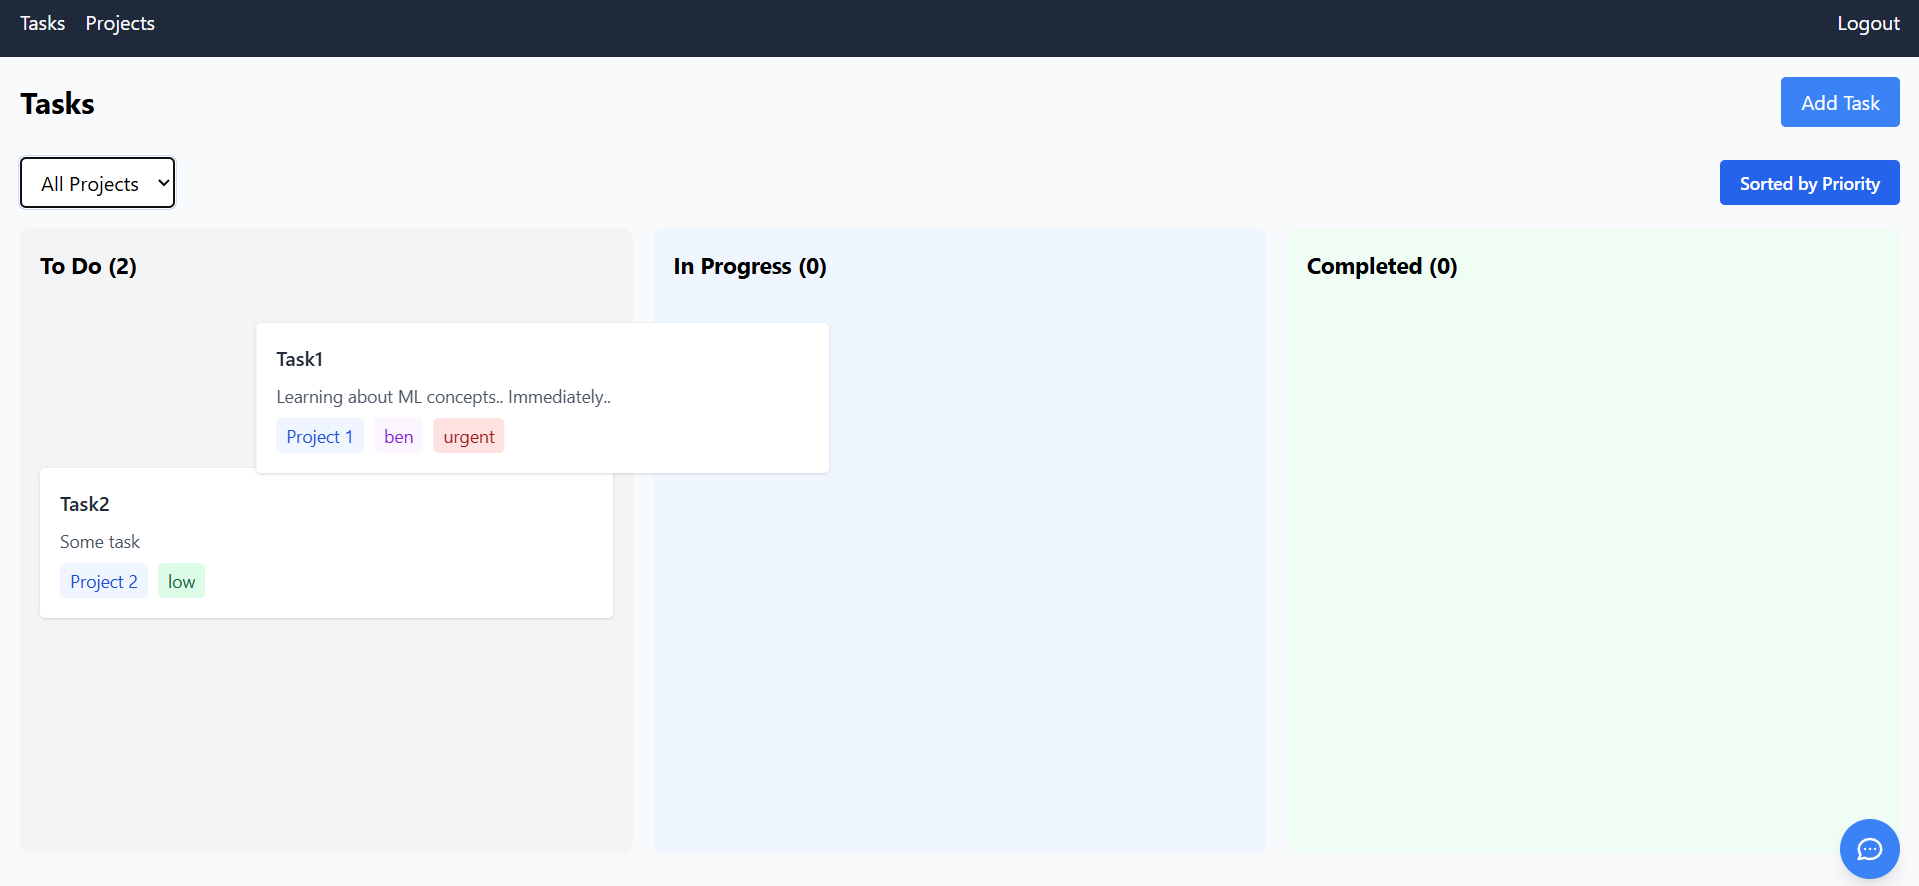 Tasks Projects Logout
Tasks
Add Task
All Projects
Sorted by Priority
To Do (2)
In Progress (0)
Completed (0)
Task1
Learning about ML concepts.. Immediately..
Project 1 ben urgent
Task2
Some task
Project 2 low